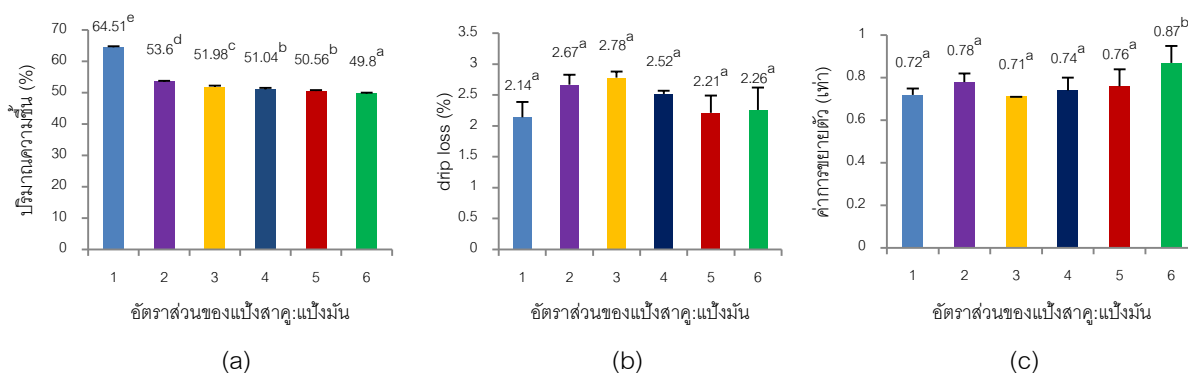 ปริมาณความชื้น (%)
70
60
50
40
30
20
10
0
64.51e
53.6d
51.98c
51.04b
50.56b
49.8a
1 2 3 4 5 6
อัตราส่วนของแป้งสาคู:แป้งมัน
(a)
drip loss (%)
3.5
3
2.5
2
1.5
1
0.5
0
2.14a
2.67a
2.78a
2.52a
2.21a
2.26a
1 2 3 4 5 6
อัตราส่วนของแป้งสาคู:แป้งมัน
(b)
ค่าการขยายตัว (เท่า)
1
0.8
0.6
0.4
0.2
0
0.72a
0.78a
0.71a
0.74a
0.76a
0.87b
1 2 3 4 5 6
อัตราส่วนของแป้งสาคู:แป้งมัน
(c)